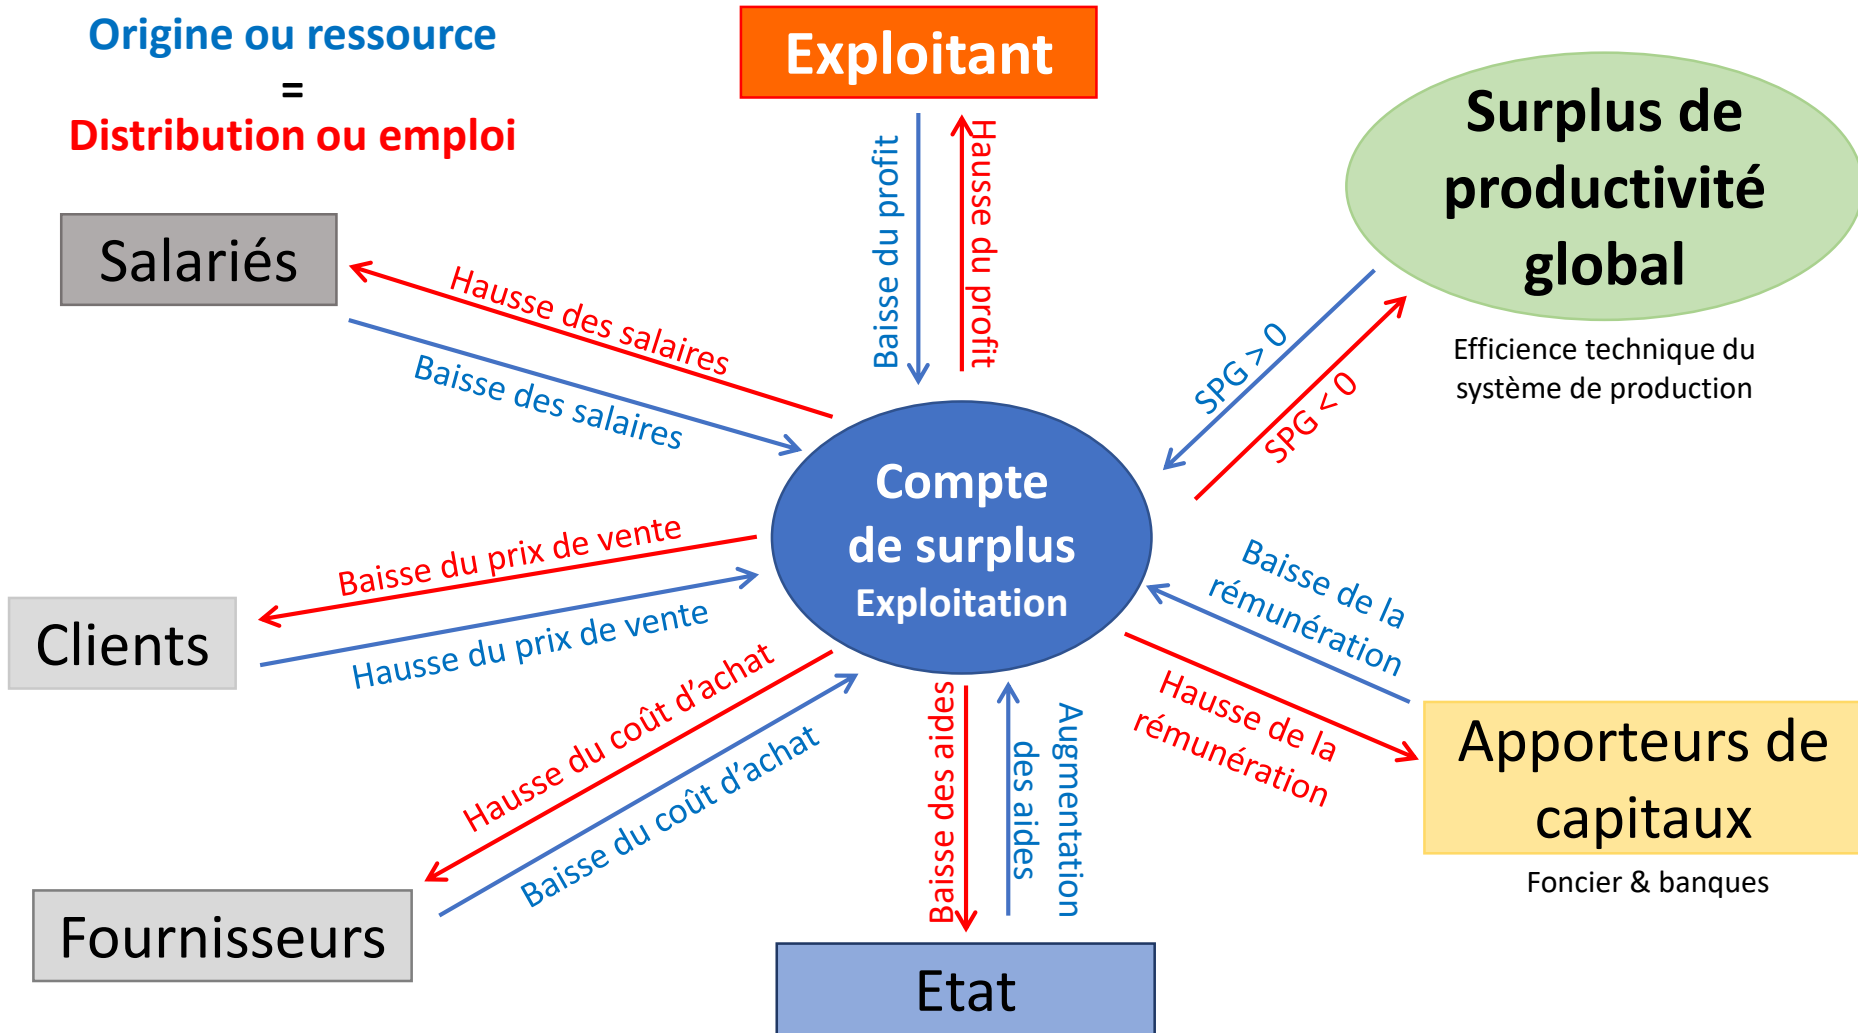 Origine ou ressource
=
Distribution ou emploi
Exploitant
Surplus de
productivité
global
Efficience technique du
système de production
Salariés
Hausse des salaires
Baisse des salaires
Baisse du profit
Hausse du profit
SPG > 0
SPG < 0
Compte
de surplus
Exploitation
Baisse du prix de vente
Hausse du prix de vente
Clients
Baisse de la
rémunération
Hausse de la
rémunération
Hausse du coût d’achat
Baisse du coût d’achat
Baisse des aides
Augmentation
des aides
Apporteurs de
capitaux
Foncier & banques
Fournisseurs
Etat